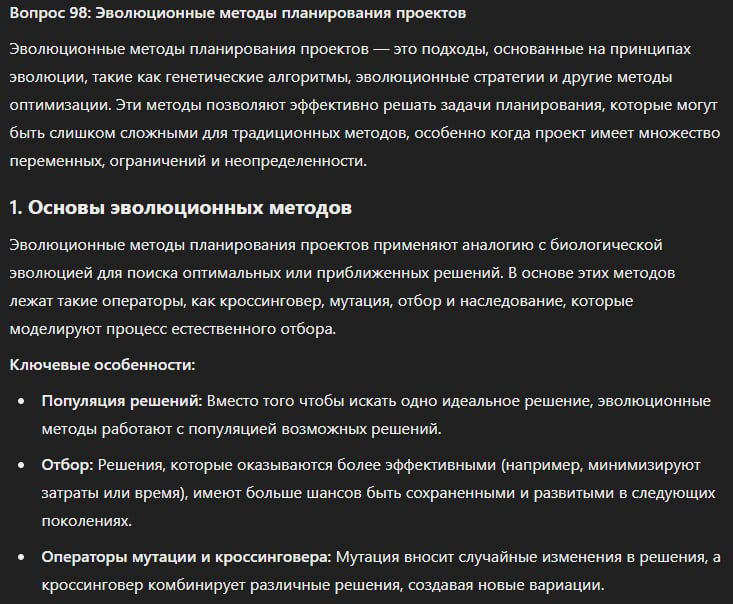 Вопрос 98: Эволюционные методы планирования проектов
Эволюционные методы планирования проектов — это подходы, основанные на принципах
эволюции, такие как генетические алгоритмы, эволюционные стратегии и другие методы
оптимизации. Эти методы позволяют эффективно решать задачи планирования, которые могут
быть слишком сложными для традиционных методов, особенно когда проект имеет множество
переменных, ограничений и неопределенности.
1. Основы эволюционных методов
Эволюционные методы планирования проектов применяют аналогию с биологической
эволюцией для поиска оптимальных или приближенных решений. В основе этих методов
лежат такие операторы, как кроссинговер, мутация, отбор и наследование, которые
моделируют процесс естественного отбора.
Ключевые особенности:
• Популяция решений: Вместо того чтобы искать одно идеальное решение, эволюционные
методы работают с популяцией возможных решений.
• Отбор: Решения, которые оказываются более эффективными (например, минимизируют
затраты или время), имеют больше шансов быть сохраненными и развитыми в следующих
поколениях.
• Операторы мутации и кроссинговера: Мутация вносит случайные изменения в решения, а
кроссинговер комбинирует различные решения, создавая новые вариации.